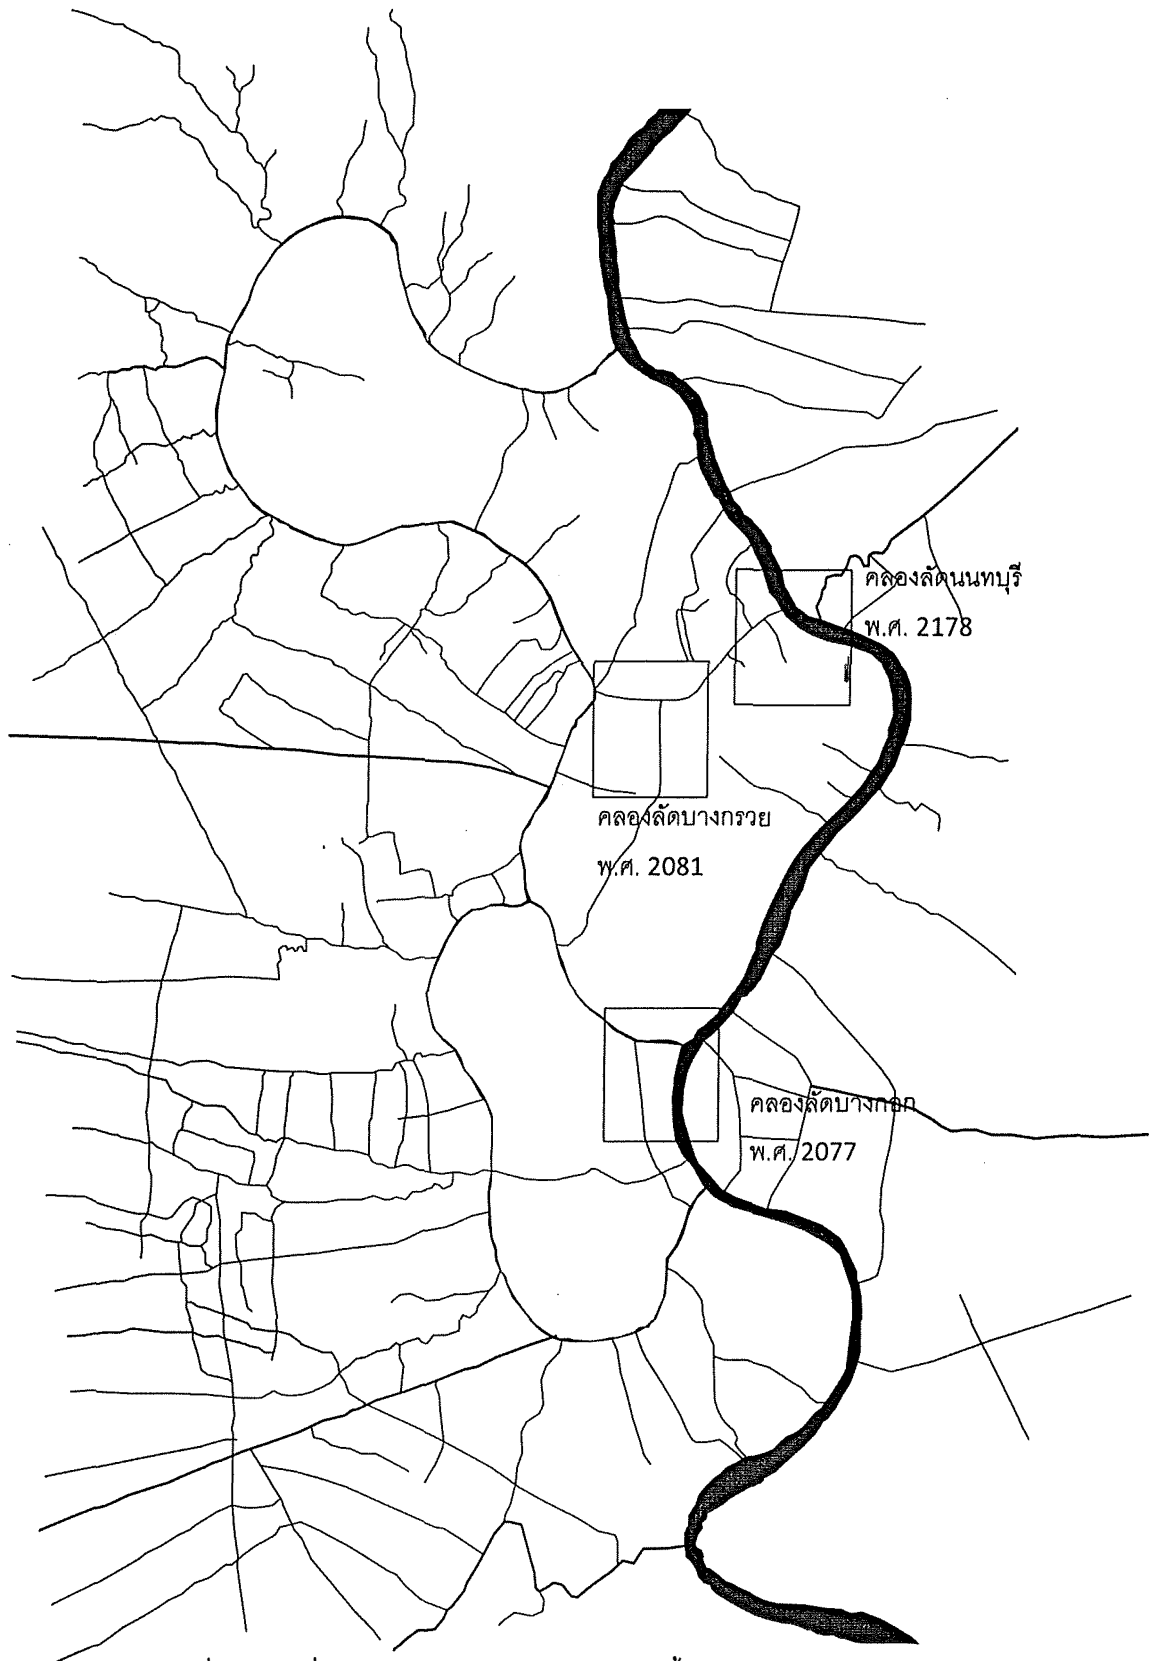 คลองลัดนนทบุรี
พ.ศ. 2178
คลองลัดบางกรวย
พ.ศ. 2081
คลองลัดบางกอก
พ.ศ. 2077